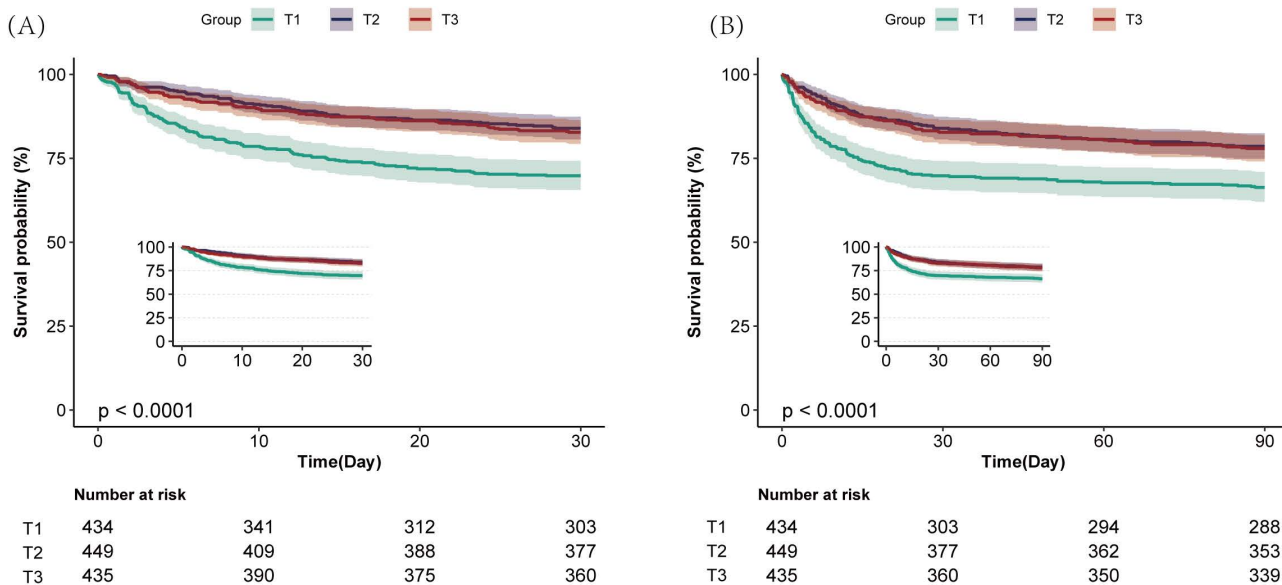 (A)
Group T1 T2 T3
Survival probability (%)
100
75
50
25
0
100
75
50
25
0
0 10 20 30
p < 0.0001
0 10 20 30
Time(Day)
Number at risk
T1 434 341 312 303
T2 449 409 388 377
T3 435 390 375 360
(B)
Group T1 T2 T3
Survival probability (%)
100
75
50
25
0
100
75
50
25
0
0 30 60 90
p < 0.0001
0 30 60 90
Time(Day)
Number at risk
T1 434 303 294 288
T2 449 377 362 353
T3 435 360 350 339